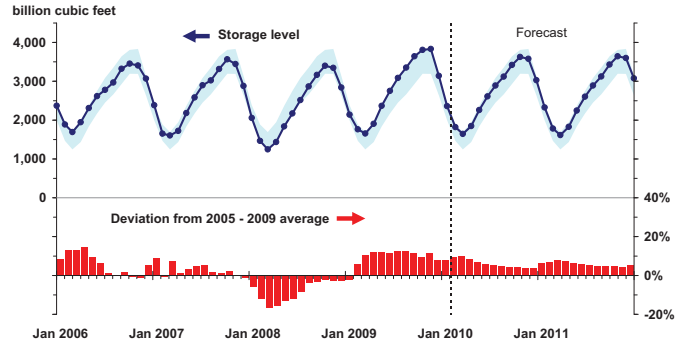 billion cubic feet
Storage level
Forecast
4,000
3,000
2,000
1,000
0
40%
Deviation from 2005 - 2009 average
20%
0%
-20%
Jan 2006 Jan 2007 Jan 2008 Jan 2009 Jan 2010 Jan 2011